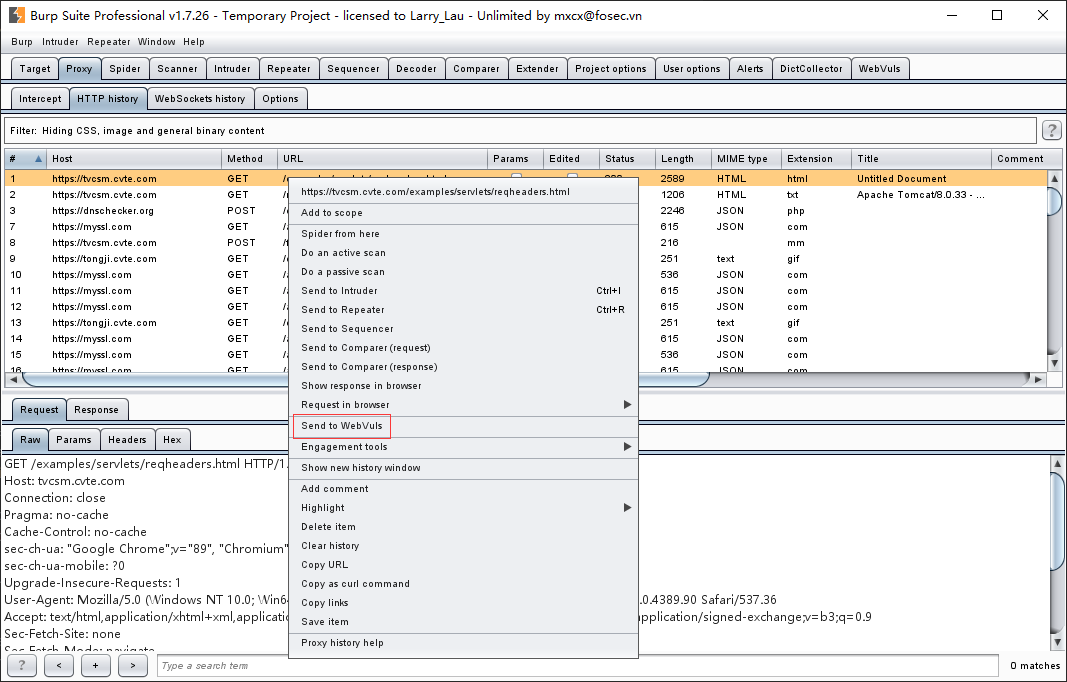 Burp Suite Professional v1.7.26 - Temporary Project - licensed to Larry_Lau - Unlimited by mxcx@fosec.vn
Burp Intruder Repeater Window Help
Target Proxy Spider Scanner Intruder Repeater Sequencer Decoder Comparer Extender Project options User options Alerts DictCollector WebVuls
Intercept HTTP history WebSockets history Options
Filter: Hiding CSS, image and general binary content ?
# Host Method URL Params Edited Status Length MIME type Extension Title Comment
1 https://tvcsm.cvte.com GET 2589 HTML html Untitled Document
2 https://tvcsm.cvte.com GET 1206 HTML txt Apache Tomcat/8.0.33 - ...
3 https://dnschecker.org POST 2246 JSON php
7 https://myssl.com GET 615 JSON com
8 https://tvcsm.cvte.com POST 216 mm
9 https://tongji.cvte.com GET 251 text gif
10 https://myssl.com GET 536 JSON com
11 https://myssl.com GET 615 JSON com
12 https://myssl.com GET 615 JSON com
13 https://tongji.cvte.com GET 251 text gif
14 https://myssl.com GET 615 JSON com
15 https://myssl.com GET 536 JSON com
16 https://myssl.com GET 615 JSON com
https://tvcsm.cvte.com/examples/servlets/reqheaders.html
Add to scope
Spider from here
Do an active scan
Do a passive scan
Send to Intruder Ctrl+I
Send to Repeater Ctrl+R
Send to Sequencer
Send to Comparer (request)
Send to Comparer (response)
Show response in browser
Request in browser
Send to WebVuls
Engagement tools
Show new history window
Add comment
Highlight
Delete item
Clear history
Copy URL
Copy as curl command
Copy links
Save item
Proxy history help
Request Response
Raw Params Headers Hex
GET /examples/servlets/reqheaders.html HTTP/1.
Host: tvcsm.cvte.com
Connection: close
Pragma: no-cache
Cache-Control: no-cache
sec-ch-ua: "Google Chrome";v="89", "Chromium"
sec-ch-ua-mobile: ?0
Upgrade-Insecure-Requests: 1
User-Agent: Mozilla/5.0 (Windows NT 10.0; Win64 .0.4389.90 Safari/537.36
Accept: text/html,application/xhtml+xml,application application/signed-exchange;v=b3;q=0.9
Sec-Fetch-Site: none
Sec-Fetch-Mode: navigate
? < + > Type a search term 0 matches